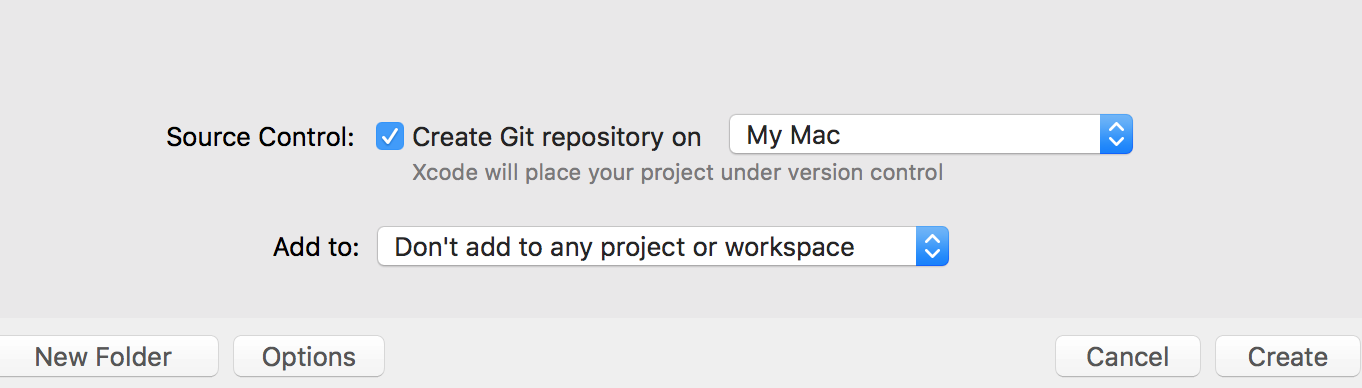 Source Control: Create Git repository on My Mac
Xcode will place your project under version control
Add to: Don't add to any project or workspace
New Folder Options Cancel Create